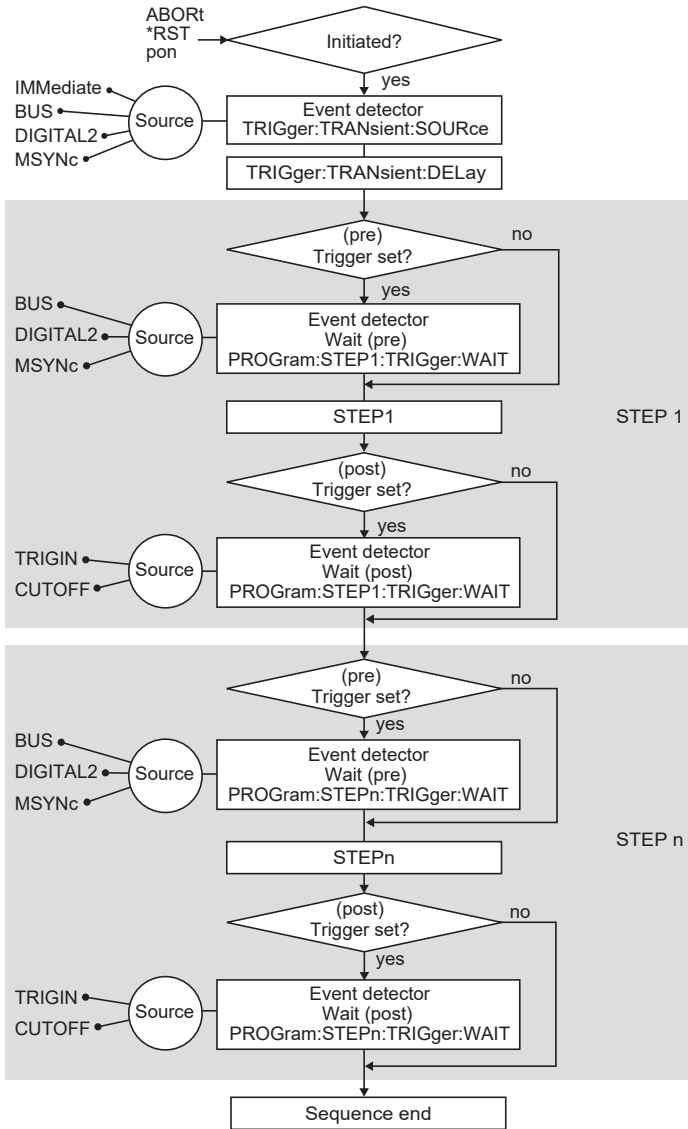 ABORt
*RST
pon
Initiated?
yes
IMMediate
BUS
DIGITAL2
MSYNc
Source
Event detector
TRIGger:TRANsient:SOURce
TRIGger:TRANsient:DELay
(pre)
Trigger set?
no
yes
BUS
DIGITAL2
MSYNc
Source
Event detector
Wait (pre)
PROGram:STEP1:TRIGger:WAIT
STEP1
STEP 1
(post)
Trigger set?
no
yes
TRIGIN
CUTOFF
Source
Event detector
Wait (post)
PROGram:STEP1:TRIGger:WAIT
(pre)
Trigger set?
no
yes
BUS
DIGITAL2
MSYNc
Source
Event detector
Wait (pre)
PROGram:STEPn:TRIGger:WAIT
STEP n
STEPn
(post)
Trigger set?
no
yes
TRIGIN
CUTOFF
Source
Event detector
Wait (post)
PROGram:STEPn:TRIGger:WAIT
Sequence end